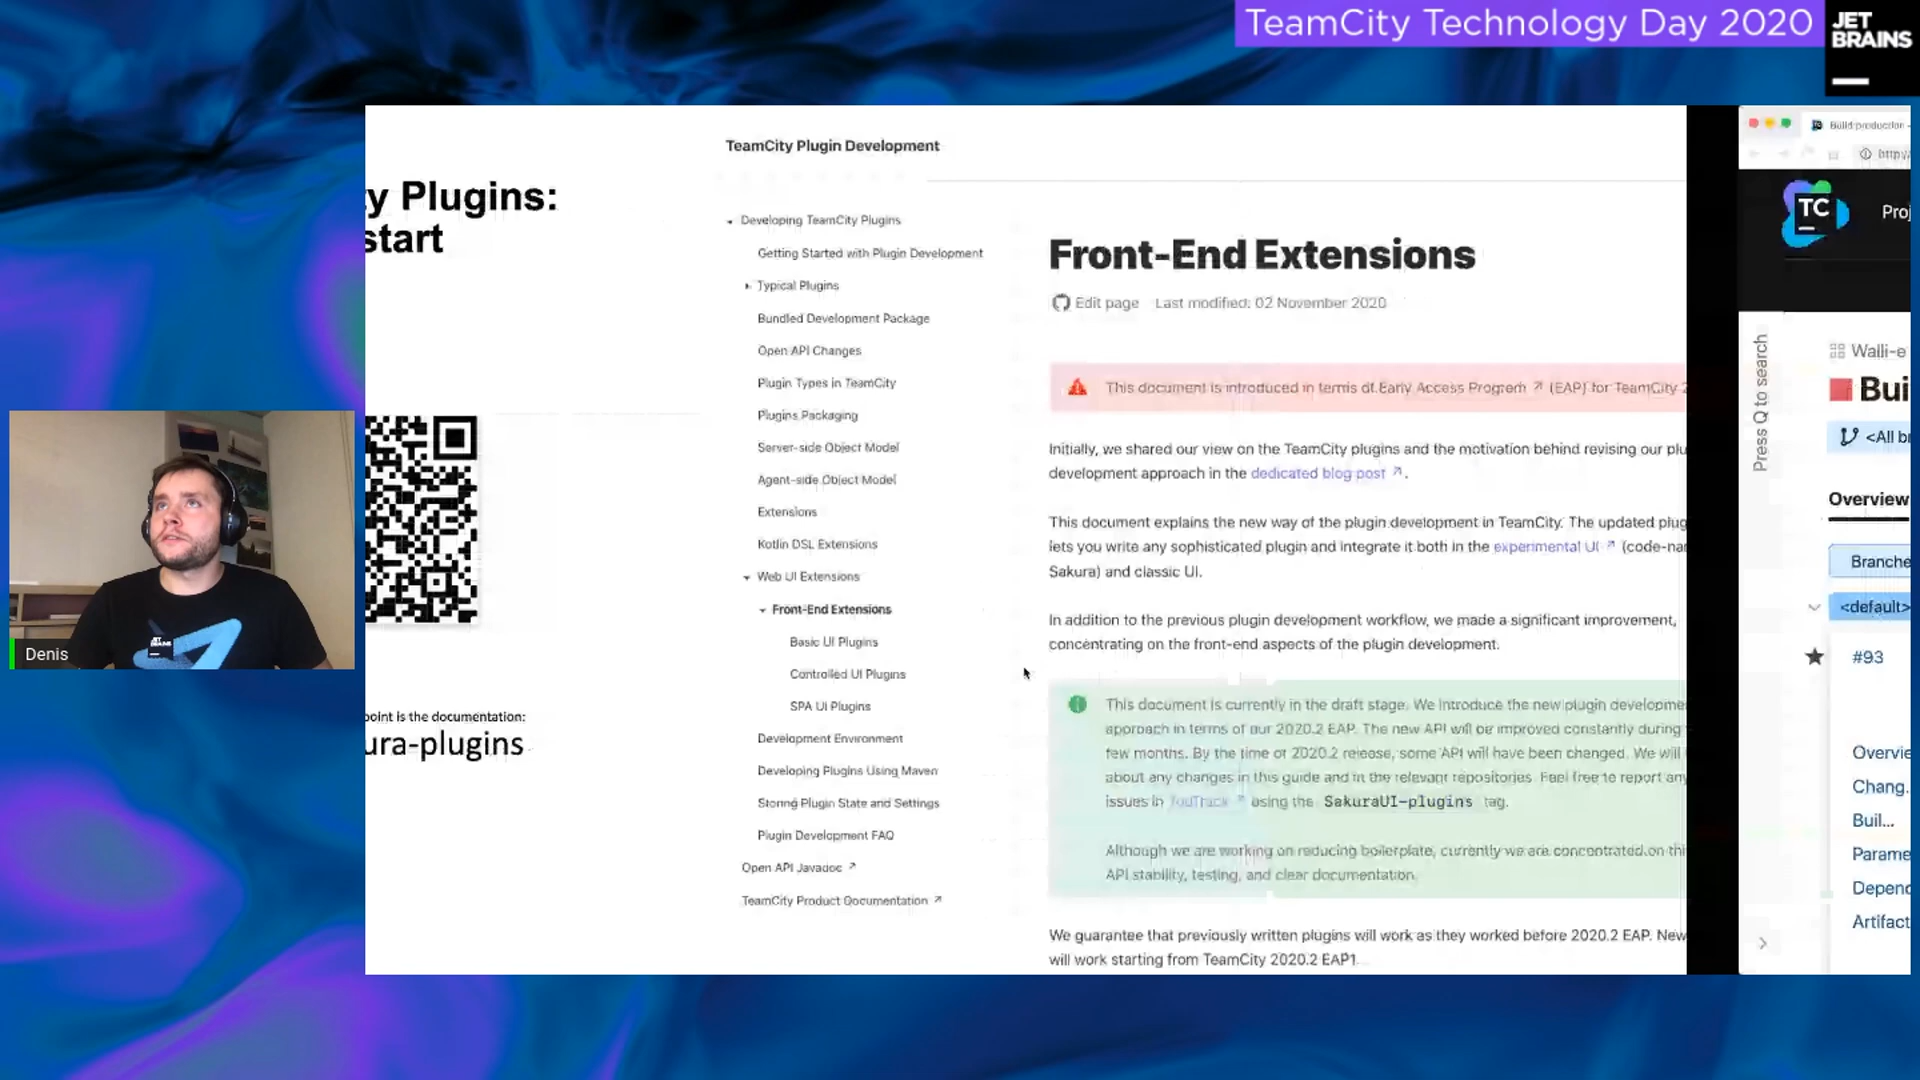 TeamCity Technology Day 2020
JET
BRAINS
y Plugins:
start
point is the documentation:
ura-plugins
Denis
TeamCity Plugin Development
Developing TeamCity Plugins
Getting Started with Plugin Development
Typical Plugins
Bundled Development Package
Open API Changes
Plugin Types in TeamCity
Plugins Packaging
Server-side Object Model
Agent-side Object Model
Extensions
Kotlin DSL Extensions
Web UI Extensions
Front-End Extensions
Basic UI Plugins
Controlled UI Plugins
SPA UI Plugins
Development Environment
Developing Plugins Using Maven
Storing Plugin State and Settings
Plugin Development FAQ
Open API Javadoc
TeamCity Product Documentation
Front-End Extensions
Edit page Last modified: 02 November 2020
This document is introduced in terms of Early Access Program (EAP) for TeamCity 2
Initially, we shared our view on the TeamCity plugins and the motivation behind revising our plu
development approach in the dedicated blog post .
This document explains the new way of the plugin development in TeamCity. The updated plug
lets you write any sophisticated plugin and integrate it both in the experimental UI (code-nar
Sakura) and classic UI.
In addition to the previous plugin development workflow, we made a significant improvement,
concentrating on the front-end aspects of the plugin development.
This document is currently in the draft stage. We introduce the new plugin developme
approach in terms of our 2020.2 EAP. The new API will be improved constantly during
few months. By the time of 2020.2 release, some API will have been changed. We will
about any changes in this guide and in the relevant repositories. Feel free to report any
issues in YouTrack using the SakuraUI-plugins tag.
Although we are working on reducing boilerplate, currently we are concentrated on thi
API stability, testing, and clear documentation.
We guarantee that previously written plugins will work as they worked before 2020.2 EAP. New
will work starting from TeamCity 2020.2 EAP1.
Build production -
http:/
TC
Proj
Press Q to search
Walli-e
Bui
<All br
Overview
Branche
<default>
#93
Overvie
Chang.
Buil...
Parame
Depend
Artifact